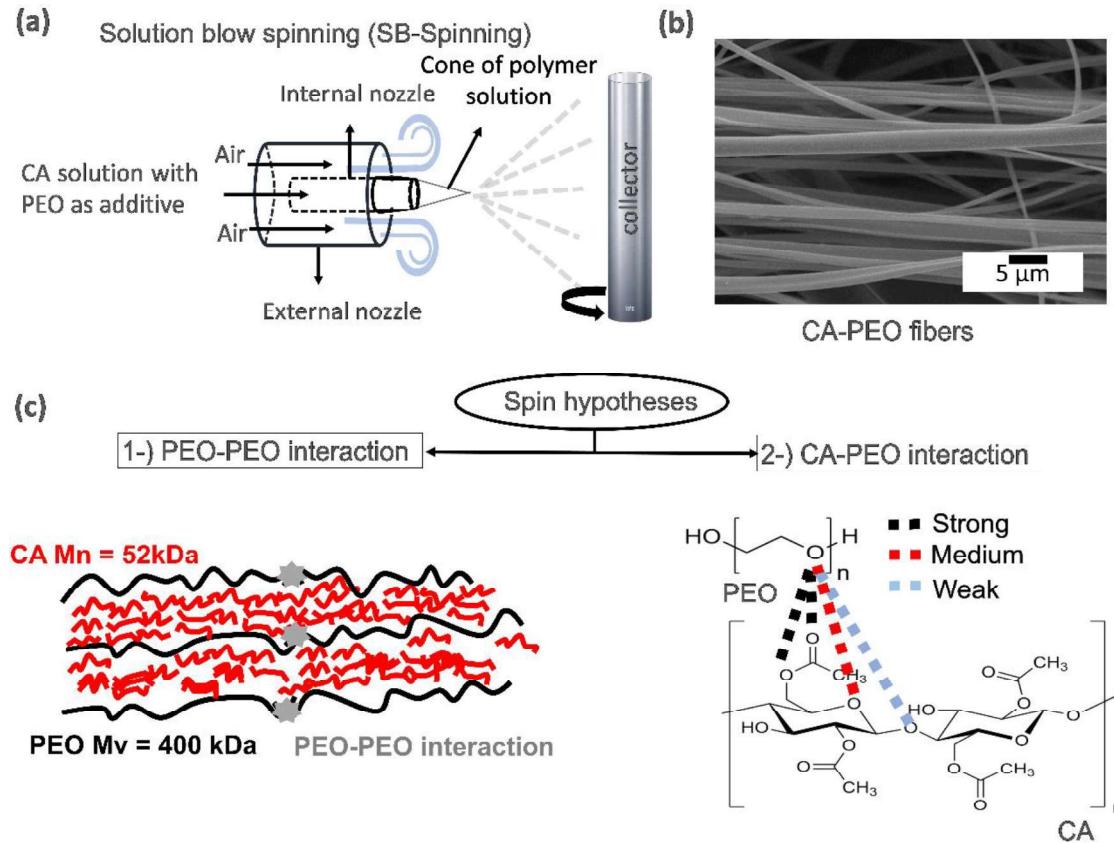 (a)
Solution blow spinning (SB-Spinning)
Cone of polymer
solution
Internal nozzle
Air
CA solution with
PEO as additive
Air
External nozzle
collector
(b)
5 µm
CA-PEO fibers
(c)
Spin hypotheses
1-) PEO-PEO interaction
2-) CA-PEO interaction
CA Mn = 52kDa
PEO Mv = 400 kDa
PEO-PEO interaction
HO
O
H
n
PEO
Strong
Medium
Weak
O
CH3
O
O
O
HO
HO
O
CH3
O
O
O
O
CH3
O
O
O
O
CH3
O
CA